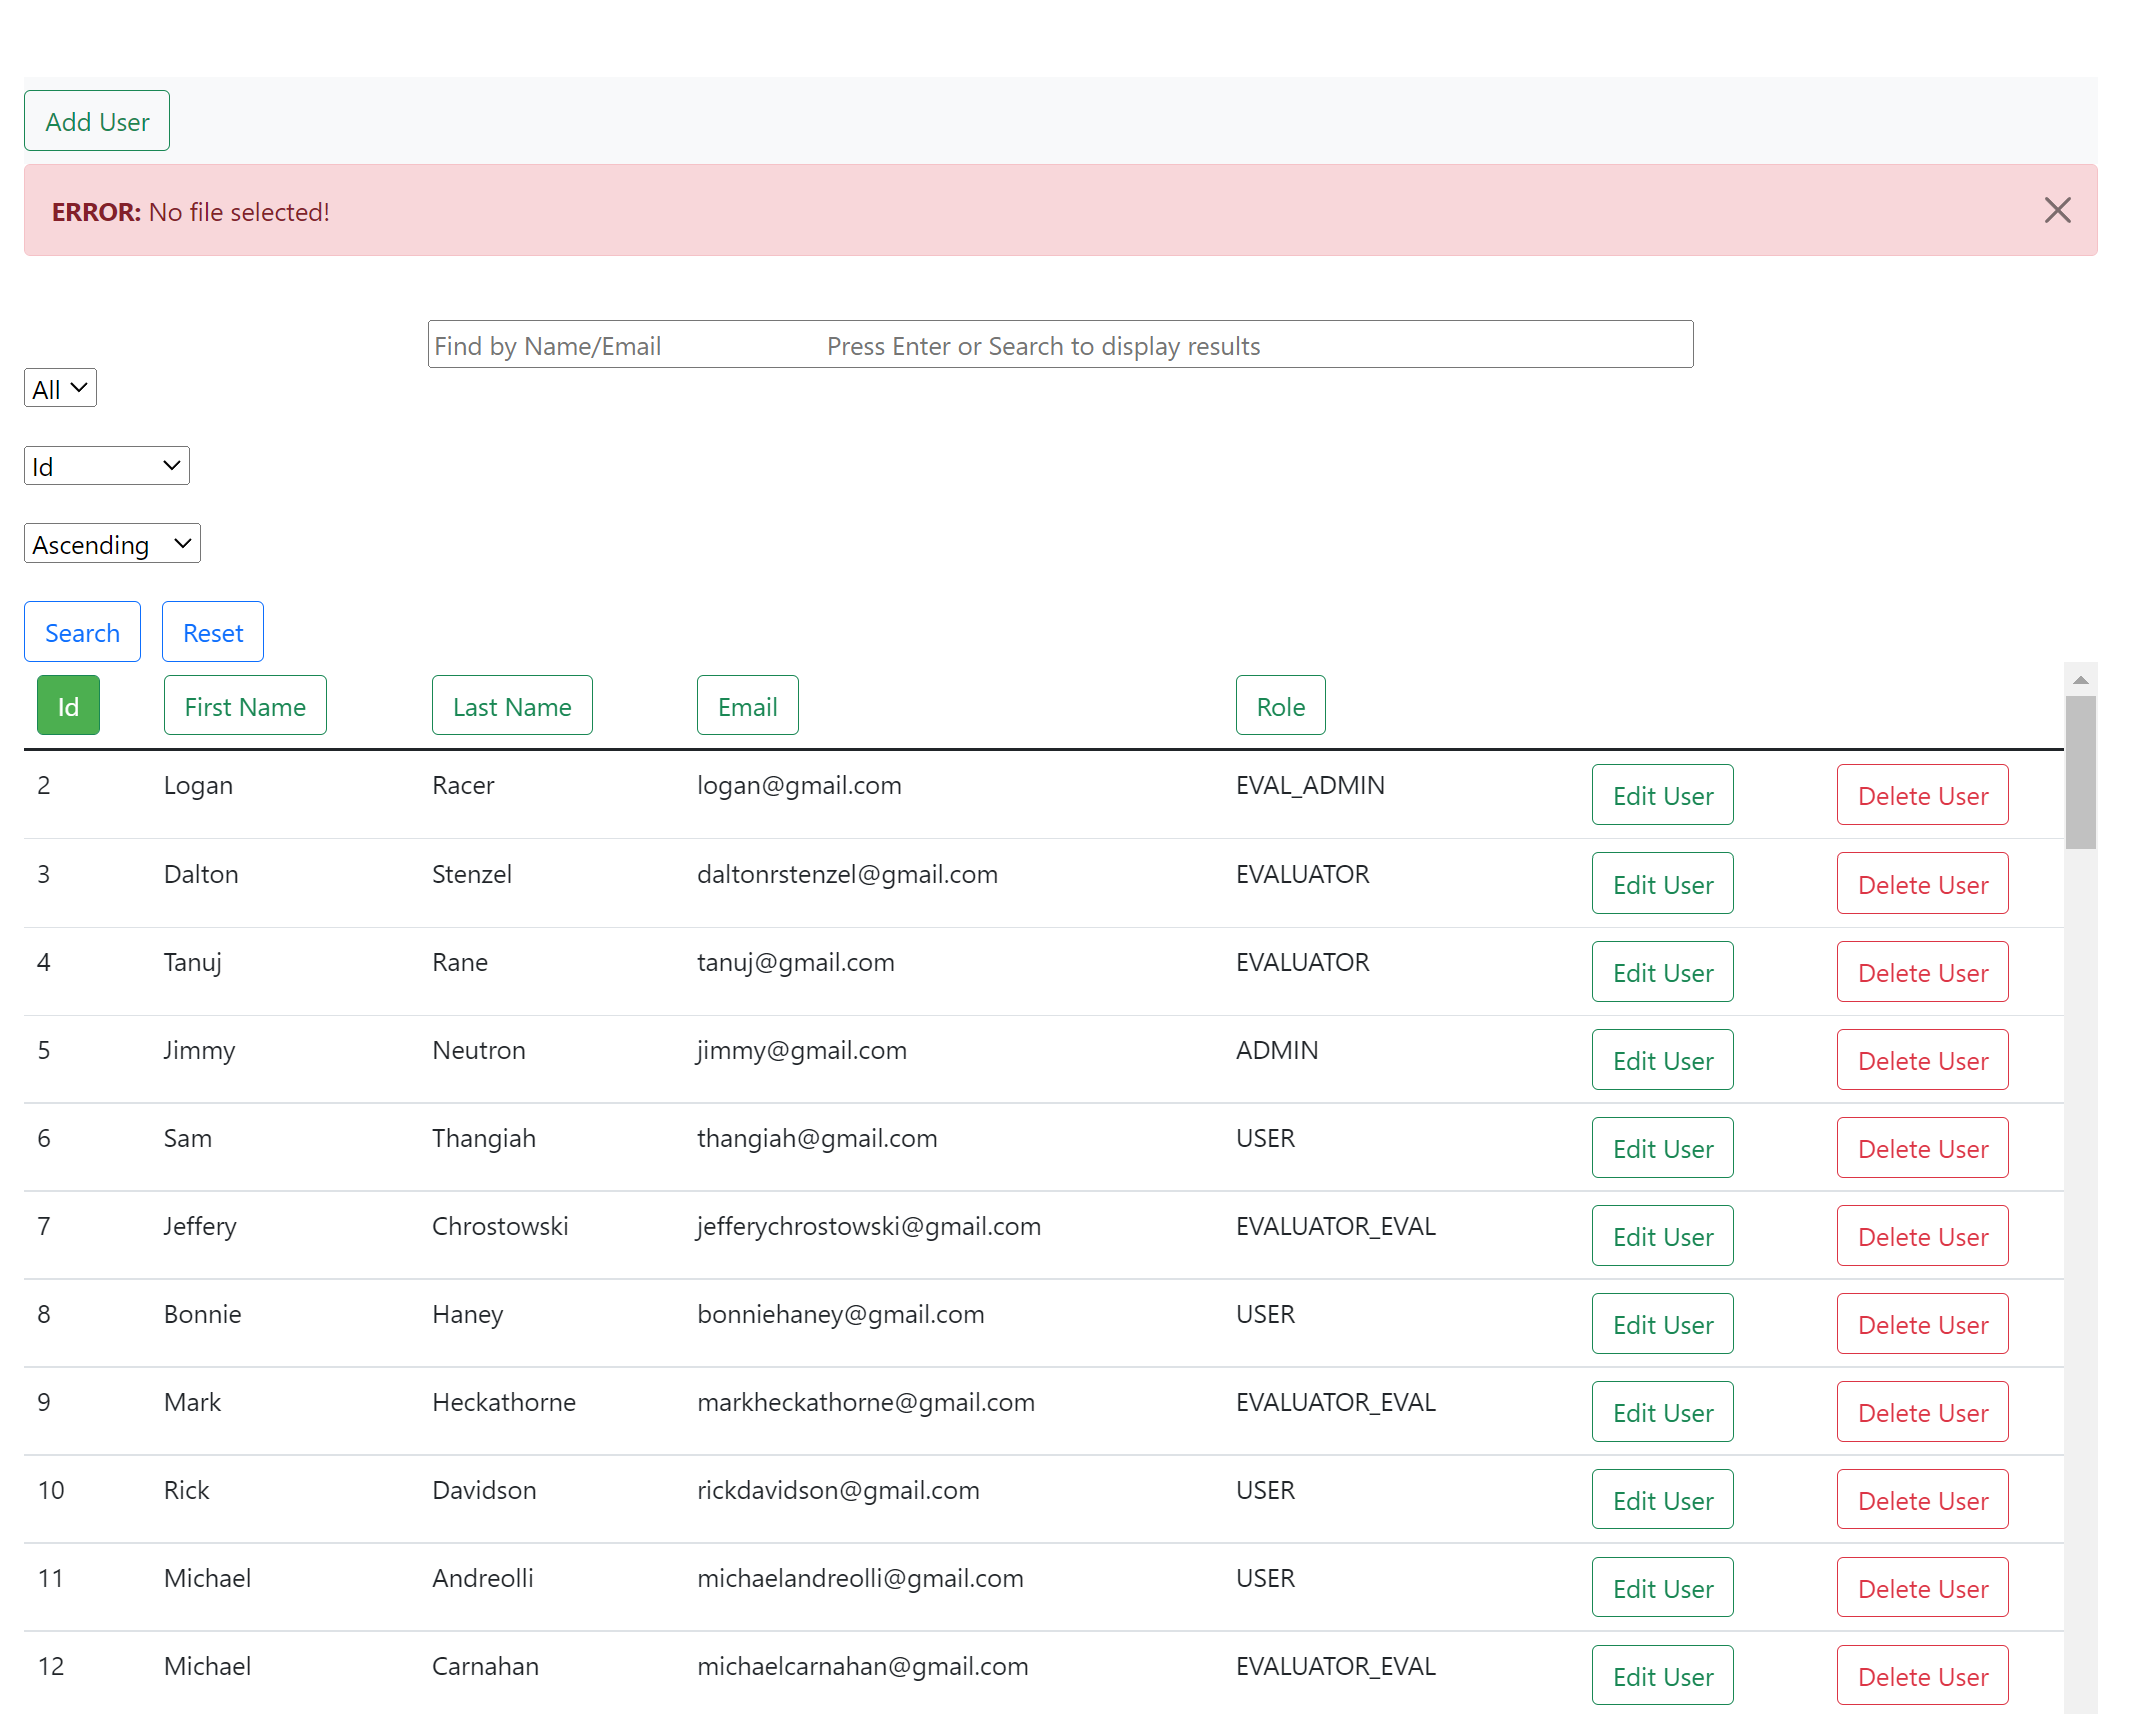 Add User
ERROR: No file selected!
Find by Name/Email Press Enter or Search to display results
All
Id
Ascending
Search Reset
Id First Name Last Name Email Role
2 Logan Racer logan@gmail.com EVAL_ADMIN Edit User Delete User
3 Dalton Stenzel daltonrstenzel@gmail.com EVALUATOR Edit User Delete User
4 Tanuj Rane tanuj@gmail.com EVALUATOR Edit User Delete User
5 Jimmy Neutron jimmy@gmail.com ADMIN Edit User Delete User
6 Sam Thangiah thangiah@gmail.com USER Edit User Delete User
7 Jeffery Chrostowski jefferychrostowski@gmail.com EVALUATOR_EVAL Edit User Delete User
8 Bonnie Haney bonniehaney@gmail.com USER Edit User Delete User
9 Mark Heckathorne markheckathorne@gmail.com EVALUATOR_EVAL Edit User Delete User
10 Rick Davidson rickdavidson@gmail.com USER Edit User Delete User
11 Michael Andreolli michaelandreolli@gmail.com USER Edit User Delete User
12 Michael Carnahan michaelcarnahan@gmail.com EVALUATOR_EVAL Edit User Delete User